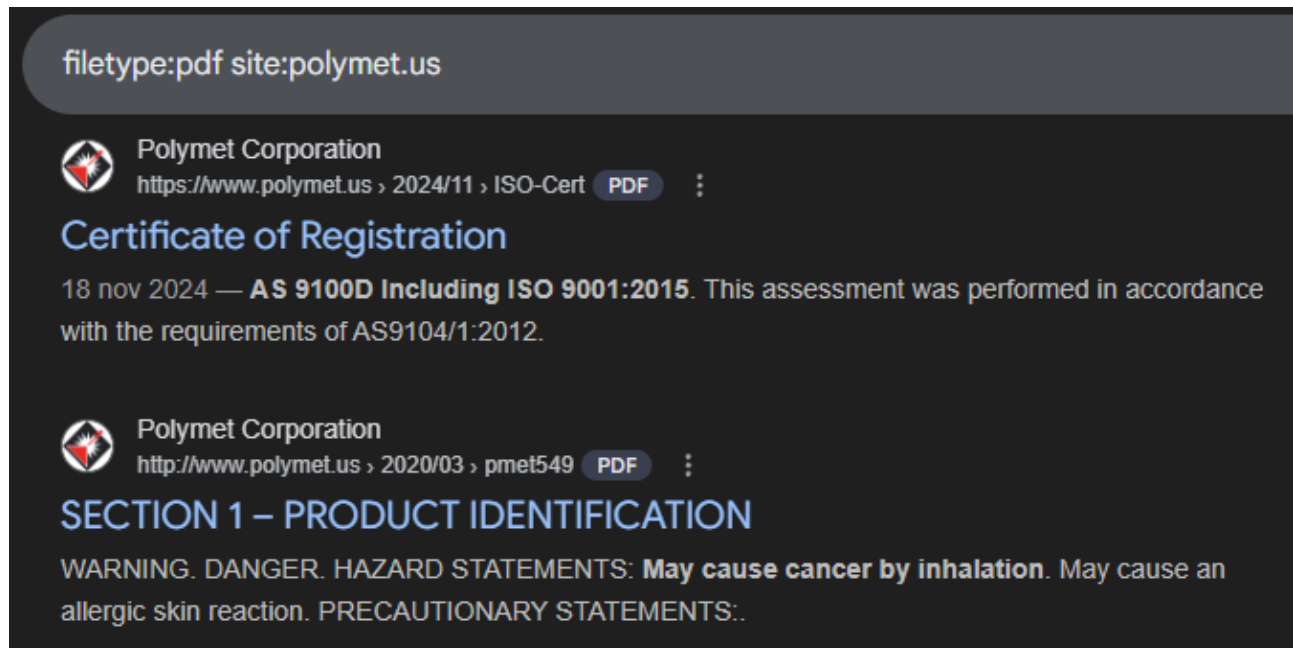 filetype:pdf site:polymet.us
Polymet Corporation
https://www.polymet.us › 2024/11 › ISO-Cert PDF
Certificate of Registration
18 nov 2024 — AS 9100D Including ISO 9001:2015. This assessment was performed in accordance
with the requirements of AS9104/1:2012.
Polymet Corporation
http://www.polymet.us › 2020/03 › pmet549 PDF
SECTION 1 – PRODUCT IDENTIFICATION
WARNING. DANGER. HAZARD STATEMENTS: May cause cancer by inhalation. May cause an
allergic skin reaction. PRECAUTIONARY STATEMENTS:.